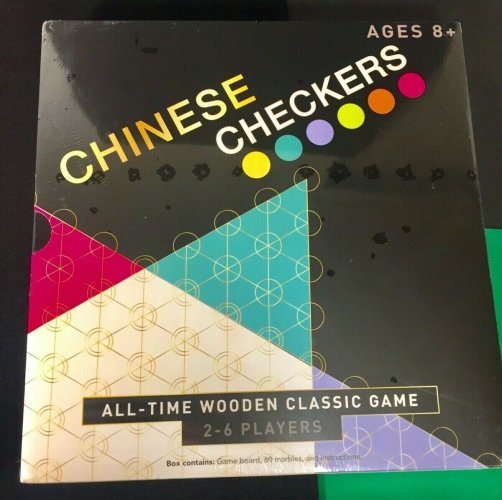 AGES 8+
CHINESE
CHECKERS
ALL-TIME WOODEN CLASSIC GAME
2-6 PLAYERS
Box contains: Game board, 69 marbles, and instructions.